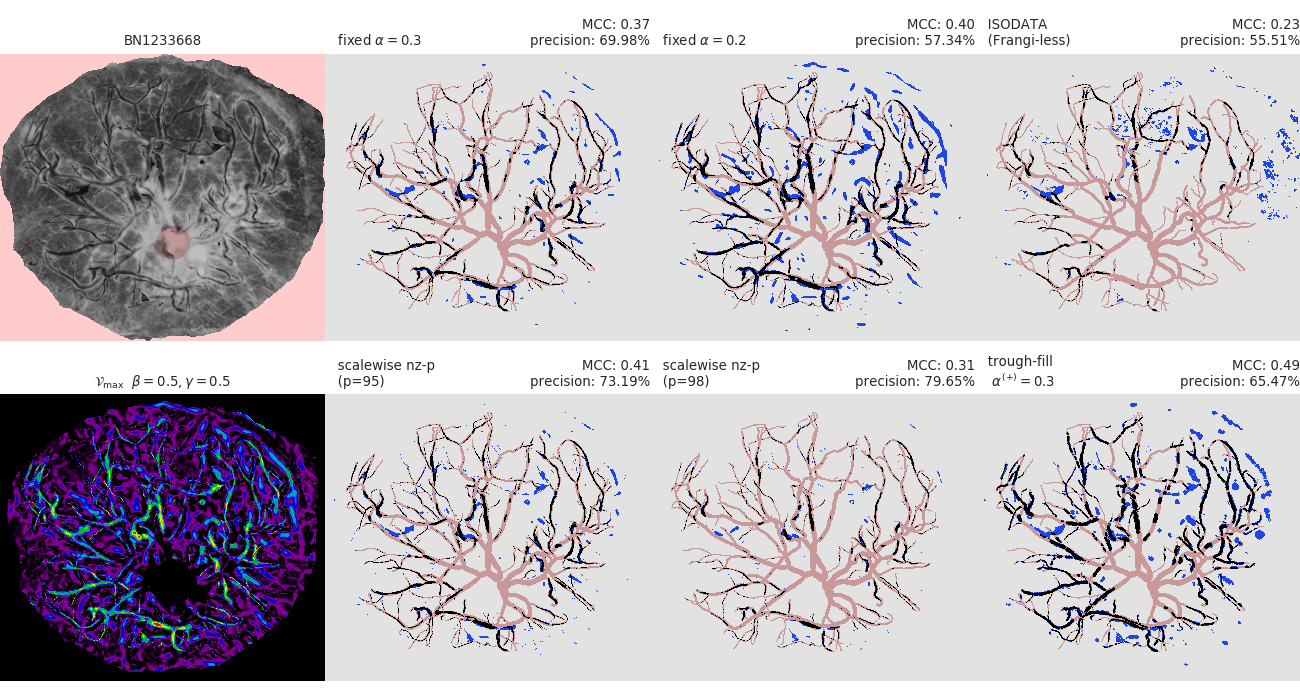 BN1233668
fixed α = 0.3
MCC: 0.37
precision: 69.98%
fixed α = 0.2
MCC: 0.40
precision: 57.34%
ISODATA
(Frangi-less)
MCC: 0.23
precision: 55.51%
𝒱max β = 0.5, γ = 0.5
scalewise nz-p
(p=95)
MCC: 0.41
precision: 73.19%
scalewise nz-p
(p=98)
MCC: 0.31
precision: 79.65%
trough-fill
α(+) = 0.3
MCC: 0.49
precision: 65.47%